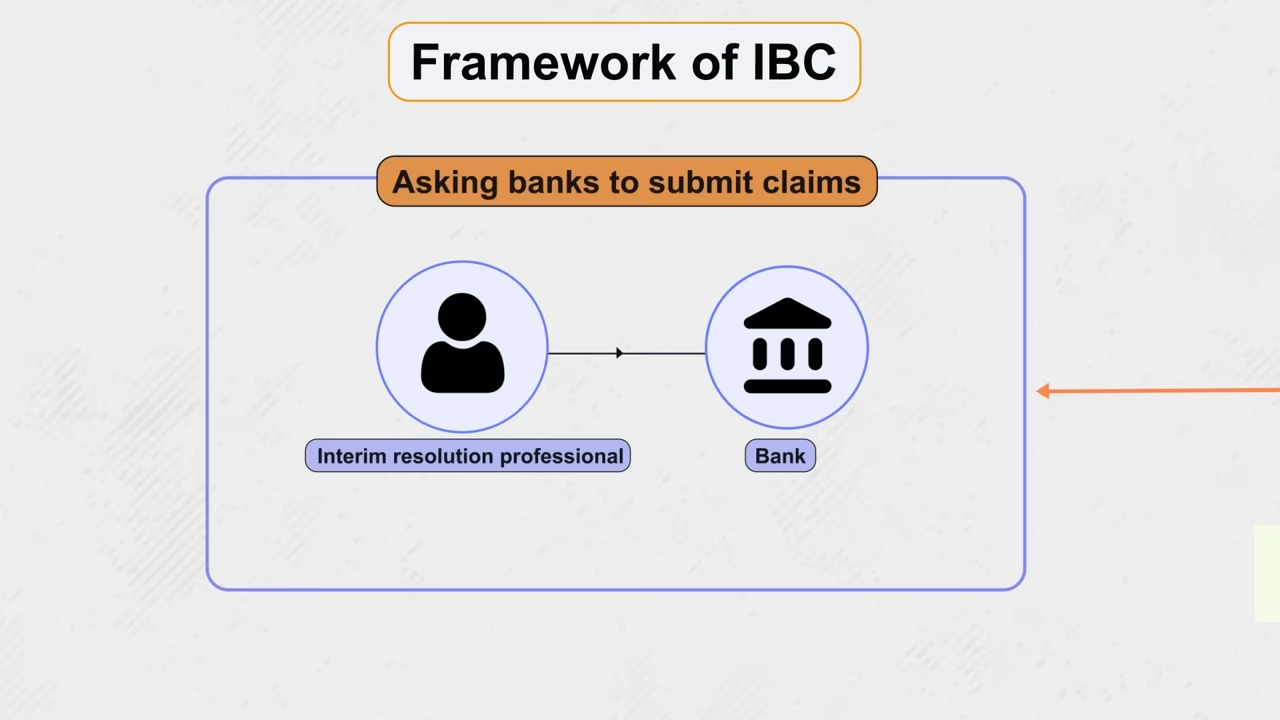 Framework of IBC
Asking banks to submit claims
Interim resolution professional
Bank